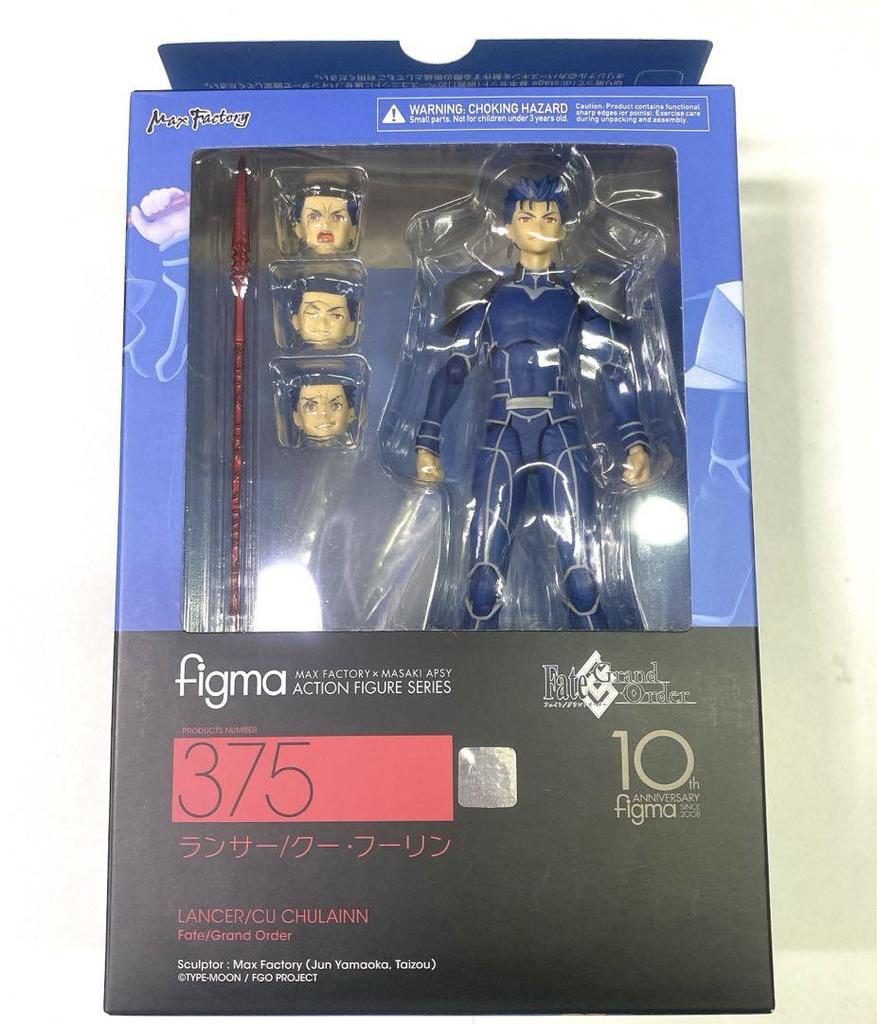 Max Factory
WARNING: CHOKING HAZARD
Small parts. Not for children under 3 years old.
Caution: Product contains functional
sharp edges (or points). Exercise care
during unpacking and assembly.
figma
MAX FACTORY × MASAKI APSY
ACTION FIGURE SERIES
Fate/Grand Order
PRODUCTS NUMBER
375
10th
ANNIVERSARY
figma SINCE 2008
ランサー/クー・フーリン
LANCER/CU CHULAINN
Fate/Grand Order
Sculptor : Max Factory (Jun Yamaoka, Taizou)
©TYPE-MOON / FGO PROJECT